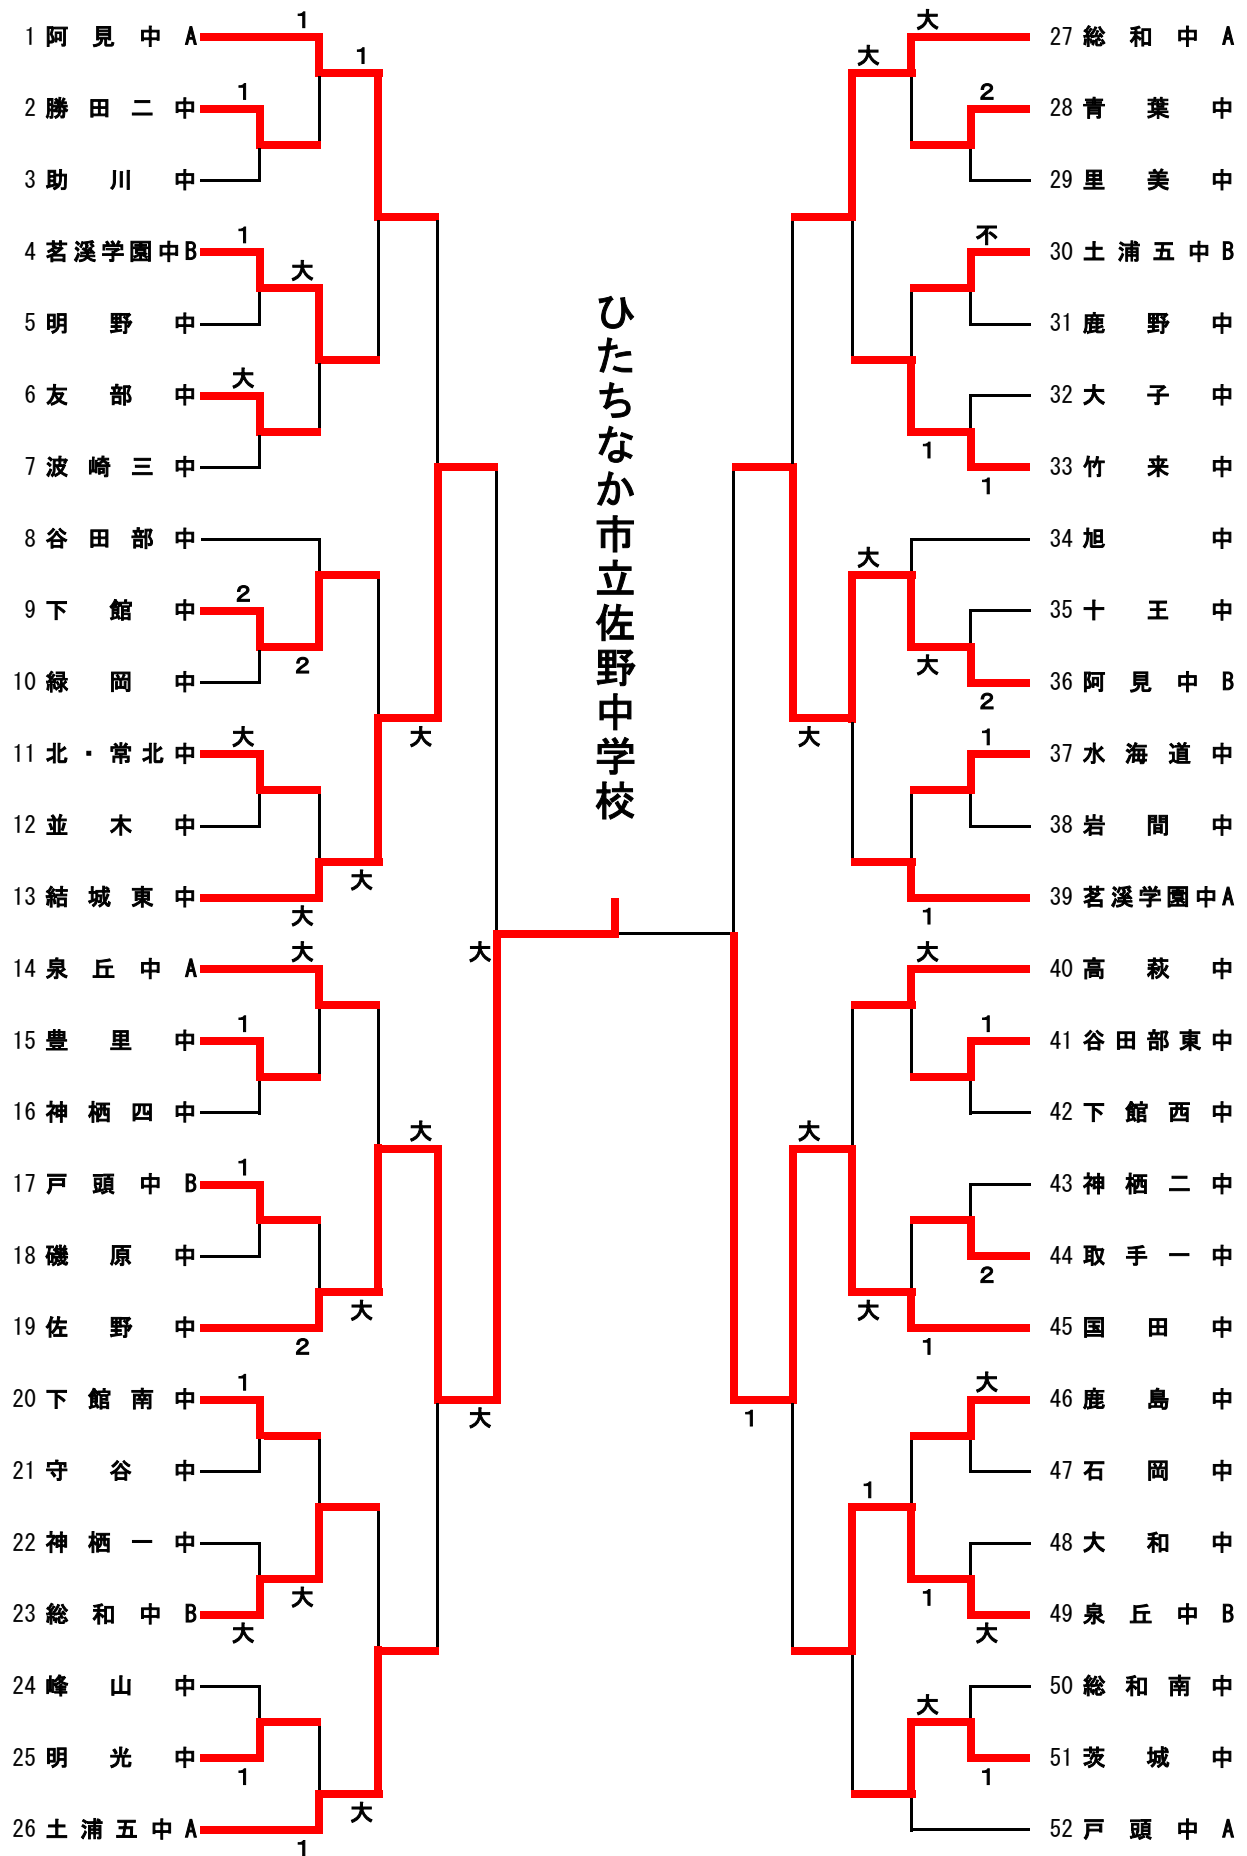 1 阿見中A
2 勝田二中
3 助川中
4 茗溪学園中B
5 明野中
6 友部中
7 波崎三中
8 谷田部中
9 下館中
10 緑岡中
11 北・常北中
12 並木中
13 結城東中
14 泉丘中A
15 豊里中
16 神栖四中
17 戸頭中B
18 磯原中
19 佐野中
20 下館南中
21 守谷中
22 神栖一中
23 総和中B
24 峰山中
25 明光中
26 土浦五中A
1
1
1
1
大
大
2
2
大
大
大
大
大
1
1
大
2
大
1
大
大
1
大
1
大
大
ひたちなか市立佐野中学校
大
大
2
不
1
1
大
大
2
大
1
1
大
1
大
大
2
1
大
1
1
1
大
大
1
27 総和中A
28 青葉中
29 里美中
30 土浦五中B
31 鹿野中
32 大子中
33 竹来中
34 旭中
35 十王中
36 阿見中B
37 水海道中
38 岩間中
39 茗溪学園中A
40 高萩中
41 谷田部東中
42 下館西中
43 神栖二中
44 取手一中
45 国田中
46 鹿島中
47 石岡中
48 大和中
49 泉丘中B
50 総和南中
51 茨城中
52 戸頭中A